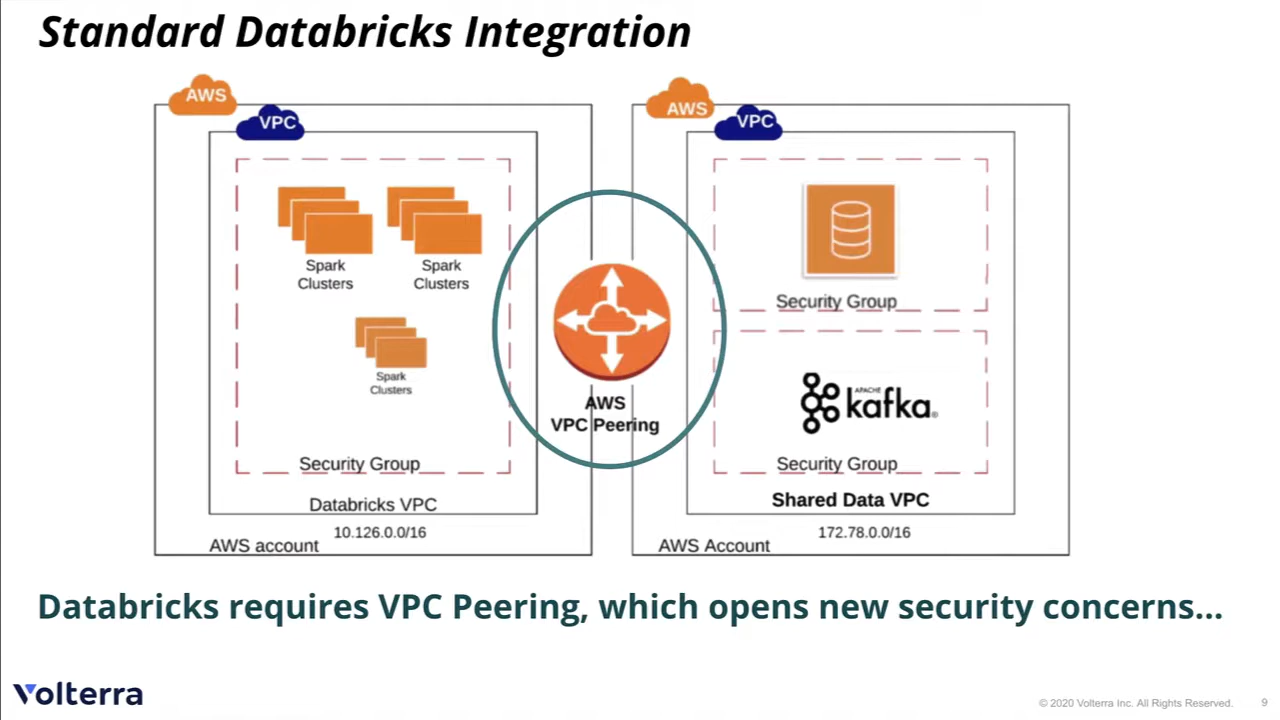 Standard Databricks Integration
AWS
VPC
Spark
Clusters
Spark
Clusters
Spark
Clusters
Security Group
Databricks VPC
10.126.0.0/16
AWS account
AWS
VPC Peering
AWS
VPC
Security Group
APACHE
kafka®
Security Group
Shared Data VPC
172.78.0.0/16
AWS Account
Databricks requires VPC Peering, which opens new security concerns...
Volterra
© 2020 Volterra Inc. All Rights Reserved.
9